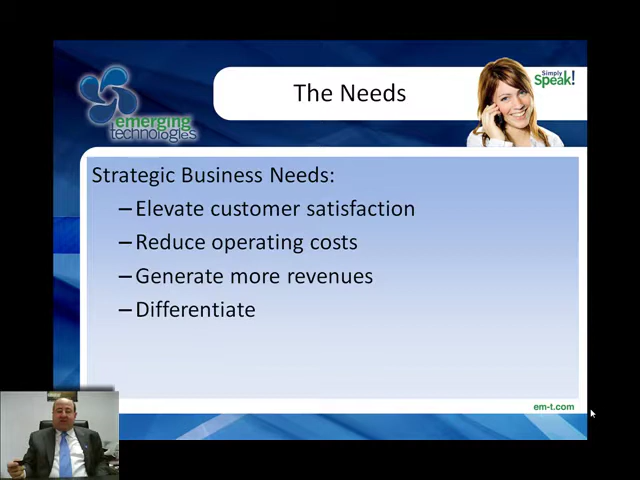 The Needs
Simply
Speak!
emerging
technologies
Strategic Business Needs:
–Elevate customer satisfaction
–Reduce operating costs
–Generate more revenues
–Differentiate
em-t.com